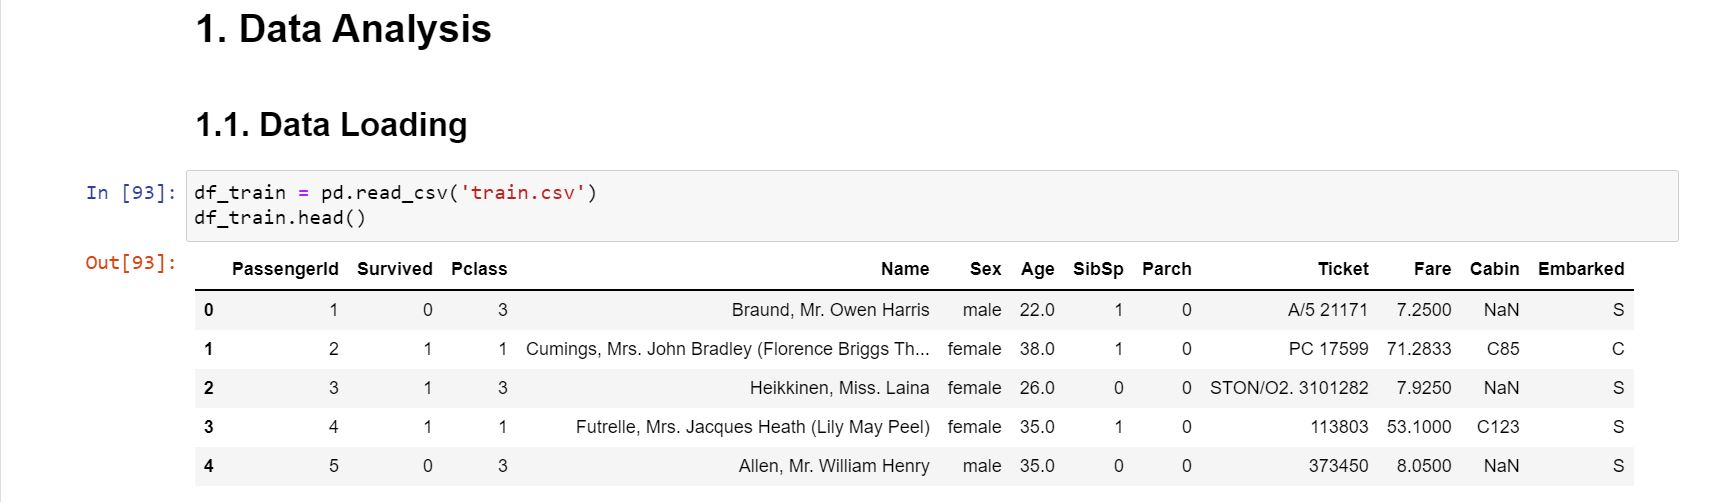 1. Data Analysis
1.1. Data Loading
In [93]: df_train = pd.read_csv('train.csv')
df_train.head()
Out[93]:
PassengerId Survived Pclass Name Sex Age SibSp Parch Ticket Fare Cabin Embarked
0 1 0 3 Braund, Mr. Owen Harris male 22.0 1 0 A/5 21171 7.2500 NaN S
1 2 1 1 Cumings, Mrs. John Bradley (Florence Briggs Th... female 38.0 1 0 PC 17599 71.2833 C85 C
2 3 1 3 Heikkinen, Miss. Laina female 26.0 0 0 STON/O2. 3101282 7.9250 NaN S
3 4 1 1 Futrelle, Mrs. Jacques Heath (Lily May Peel) female 35.0 1 0 113803 53.1000 C123 S
4 5 0 3 Allen, Mr. William Henry male 35.0 0 0 373450 8.0500 NaN S